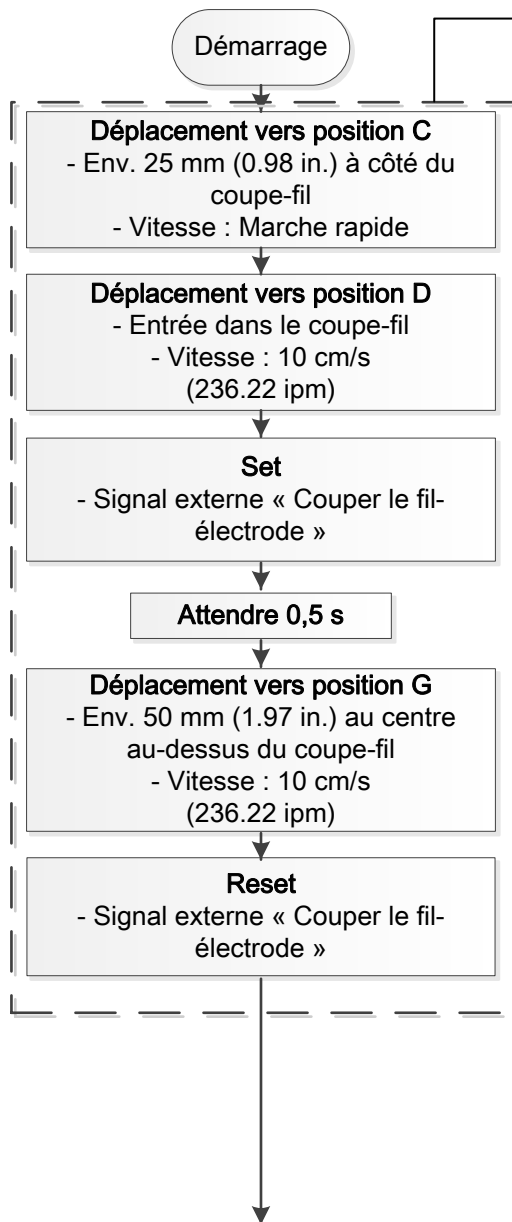 Démarrage
Déplacement vers position C
- Env. 25 mm (0.98 in.) à côté du
coupe-fil
- Vitesse : Marche rapide
Déplacement vers position D
- Entrée dans le coupe-fil
- Vitesse : 10 cm/s
(236.22 ipm)
Set
- Signal externe « Couper le fil-
électrode »
Attendre 0,5 s
Déplacement vers position G
- Env. 50 mm (1.97 in.) au centre
au-dessus du coupe-fil
- Vitesse : 10 cm/s
(236.22 ipm)
Reset
- Signal externe « Couper le fil-
électrode »